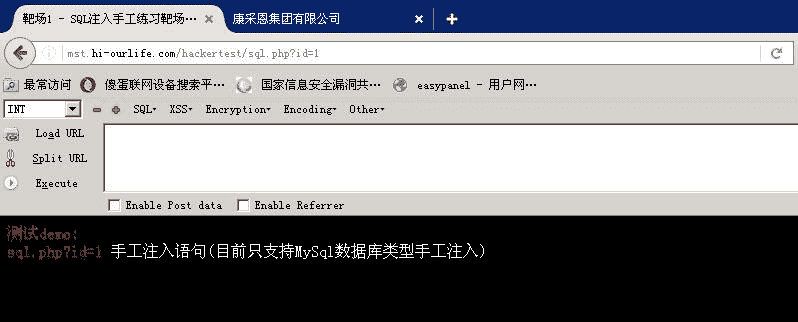 靶场1 - SQL注入手工练习靶场… 康采恩集团有限公司
mst.hi-ourlife.com/hackertest/sql.php?id=1
最常访问 傻蛋联网设备搜索平… 国家信息安全漏洞共… easypanel - 用户网…
INT SQL XSS Encryption Encoding Other
Load URL
Split URL
Execute
Enable Post data Enable Referrer
测试demo:
sql.php?id=1 手工注入语句(目前只支持MySql数据库类型手工注入)